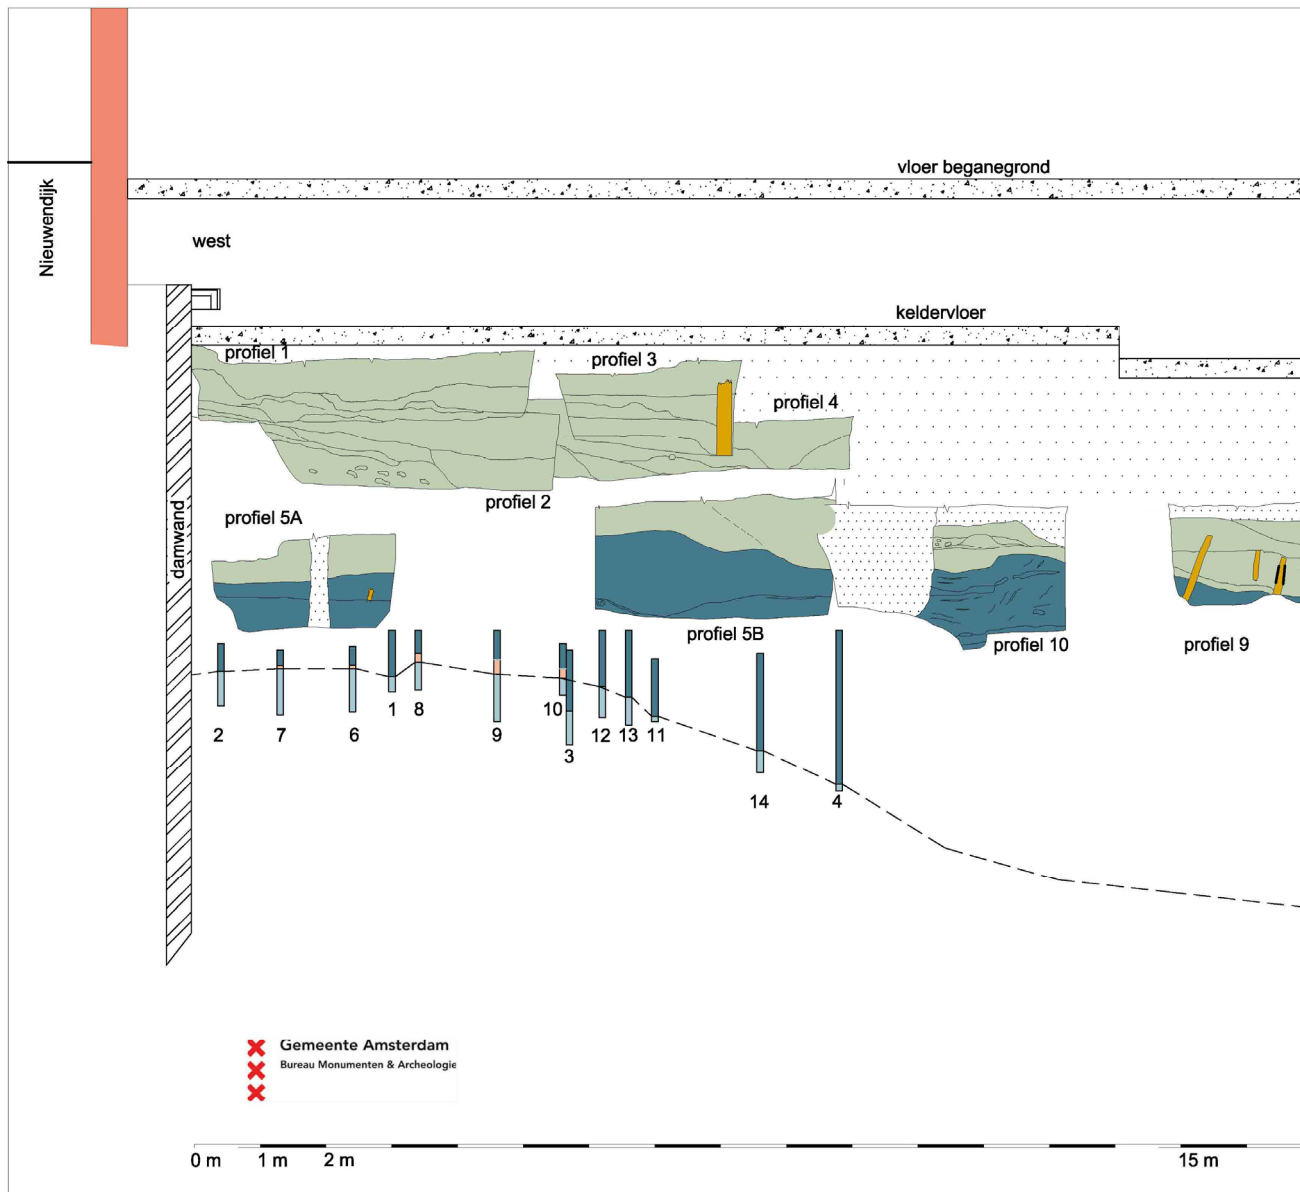 Nieuwendijk
vloer beganegrond
west
keldervloer
profiel 1
profiel 3
profiel 4
profiel 2
damwand
profiel 5A
profiel 5B
profiel 10
profiel 9
2
7
6
1
8
9
10
3
12
13
11
14
4
Gemeente Amsterdam
Bureau Monumenten & Archeologie
0 m
1 m
2 m
15 m